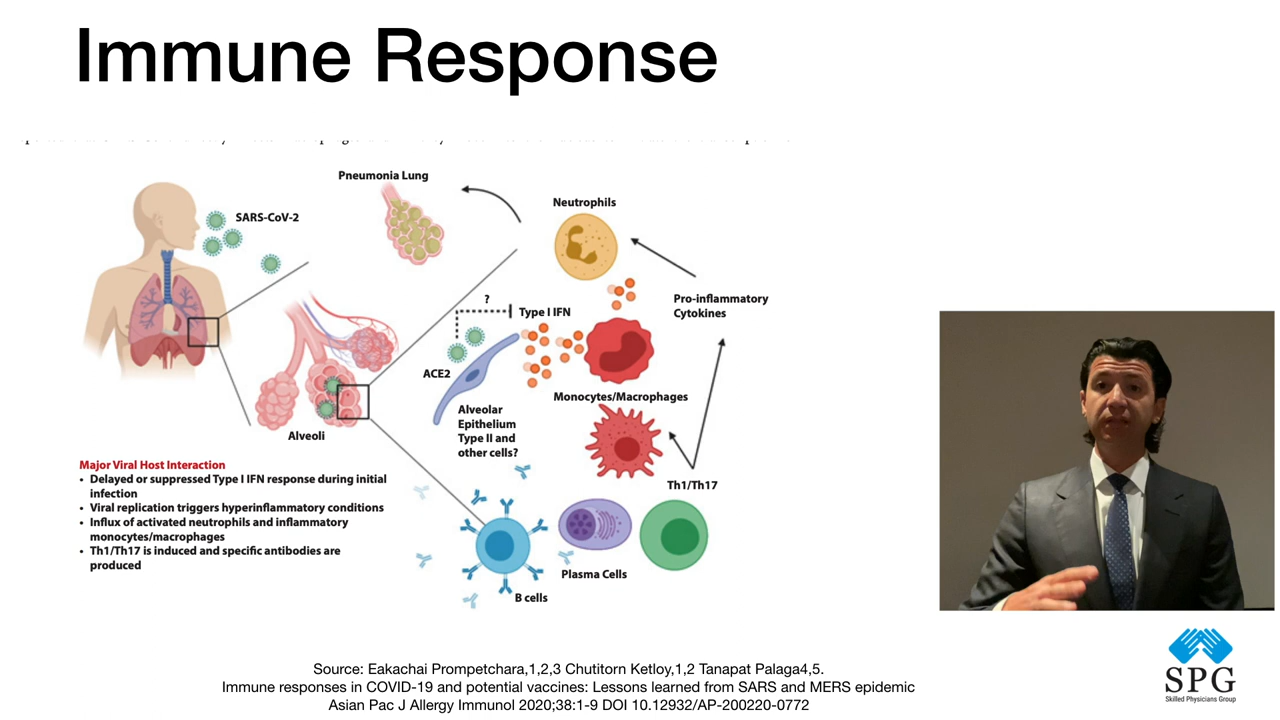 Immune Response
Pneumonia Lung
SARS-CoV-2
Neutrophils
Pro-inflammatory
Cytokines
?
Type I IFN
ACE2
Monocytes/Macrophages
Alveolar
Epithelium
Type II and
other cells?
Alveoli
Th1/Th17
Major Viral Host Interaction
• Delayed or suppressed Type I IFN response during initial
infection
• Viral replication triggers hyperinflammatory conditions
• Influx of activated neutrophils and inflammatory
monocytes/macrophages
• Th1/Th17 is induced and specific antibodies are
produced
Plasma Cells
B cells
Source: Eakachai Prompetchara,1,2,3 Chutitorn Ketloy,1,2 Tanapat Palaga4,5.
Immune responses in COVID-19 and potential vaccines: Lessons learned from SARS and MERS epidemic
Asian Pac J Allergy Immunol 2020;38:1-9 DOI 10.12932/AP-200220-0772
SPG
Skilled Physicians Group